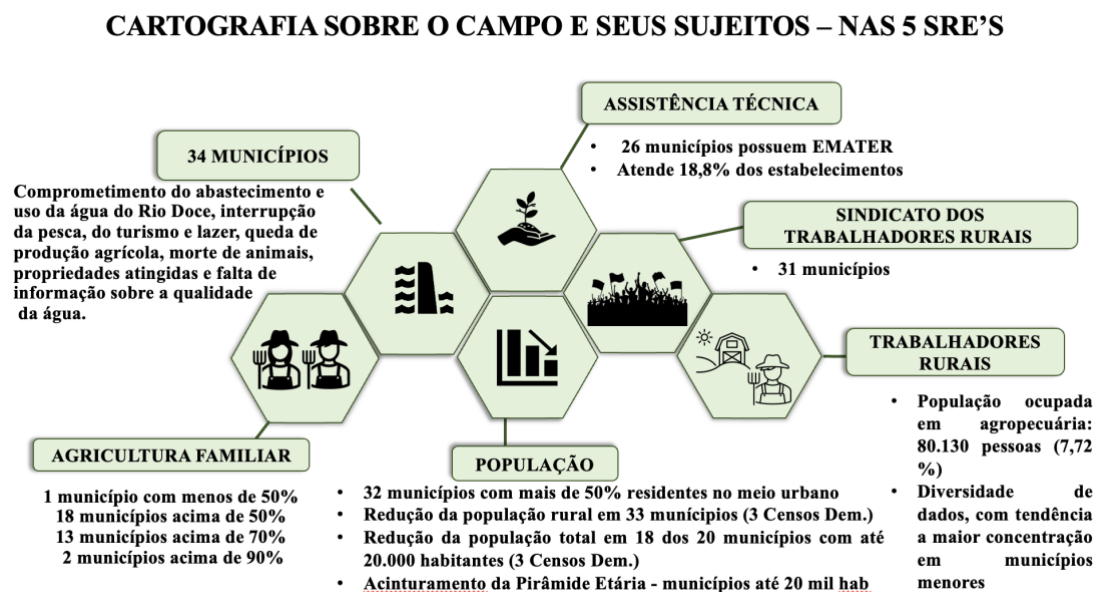 CARTOGRAFIA SOBRE O CAMPO E SEUS SUJEITOS – NAS 5 SRE'S
34 MUNICÍPIOS
Comprometimento do abastecimento e
uso da água do Rio Doce, interrupção
da pesca, do turismo e lazer, queda de
produção agrícola, morte de animais,
propriedades atingidas e falta de
informação sobre a qualidade
da água.
ASSISTÊNCIA TÉCNICA
• 26 municípios possuem EMATER
• Atende 18,8% dos estabelecimentos
SINDICATO DOS
TRABALHADORES RURAIS
• 31 municípios
TRABALHADORES
RURAIS
• População ocupada
em agropecuária:
80.130 pessoas (7,72
%)
• Diversidade de
dados, com tendência
a maior concentração
em municípios
menores
AGRICULTURA FAMILIAR
1 município com menos de 50%
18 municípios acima de 50%
13 municípios acima de 70%
2 municípios acima de 90%
POPULAÇÃO
• 32 municípios com mais de 50% residentes no meio urbano
• Redução da população rural em 33 munícipios (3 Censos Dem.)
• Redução da população total em 18 dos 20 municípios com até
20.000 habitantes (3 Censos Dem.)
• Acinturamento da Pirâmide Etária - municípios até 20 mil hab